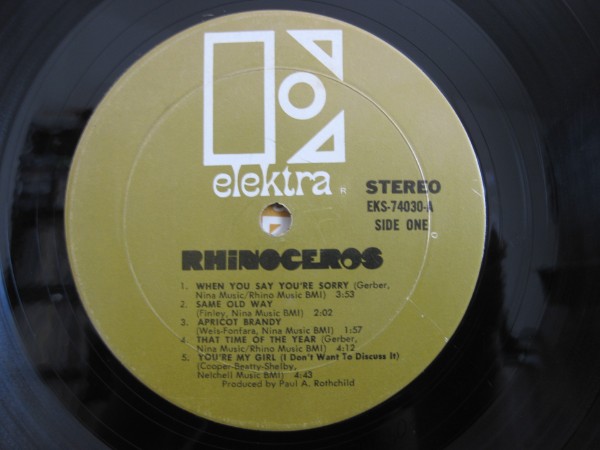 elektra ®
STEREO
EKS-74030-A
SIDE ONE
RHINOCEROS
1. WHEN YOU SAY YOU'RE SORRY (Gerber,
Nina Music/Rhino Music BMI) 3:53
2. SAME OLD WAY
(Finley, Nina Music BMI) 2:02
3. APRICOT BRANDY
(Weis-Fonfara, Nina Music BMI) 1:57
4. THAT TIME OF THE YEAR (Gerber,
Nina Music/Rhino Music BMI) 4:12
5. YOU'RE MY GIRL (I Don't Want To Discuss It)
(Cooper-Beatty-Shelby,
Netchell Music BMI) 4:43
Produced by Paul A. Rothchild